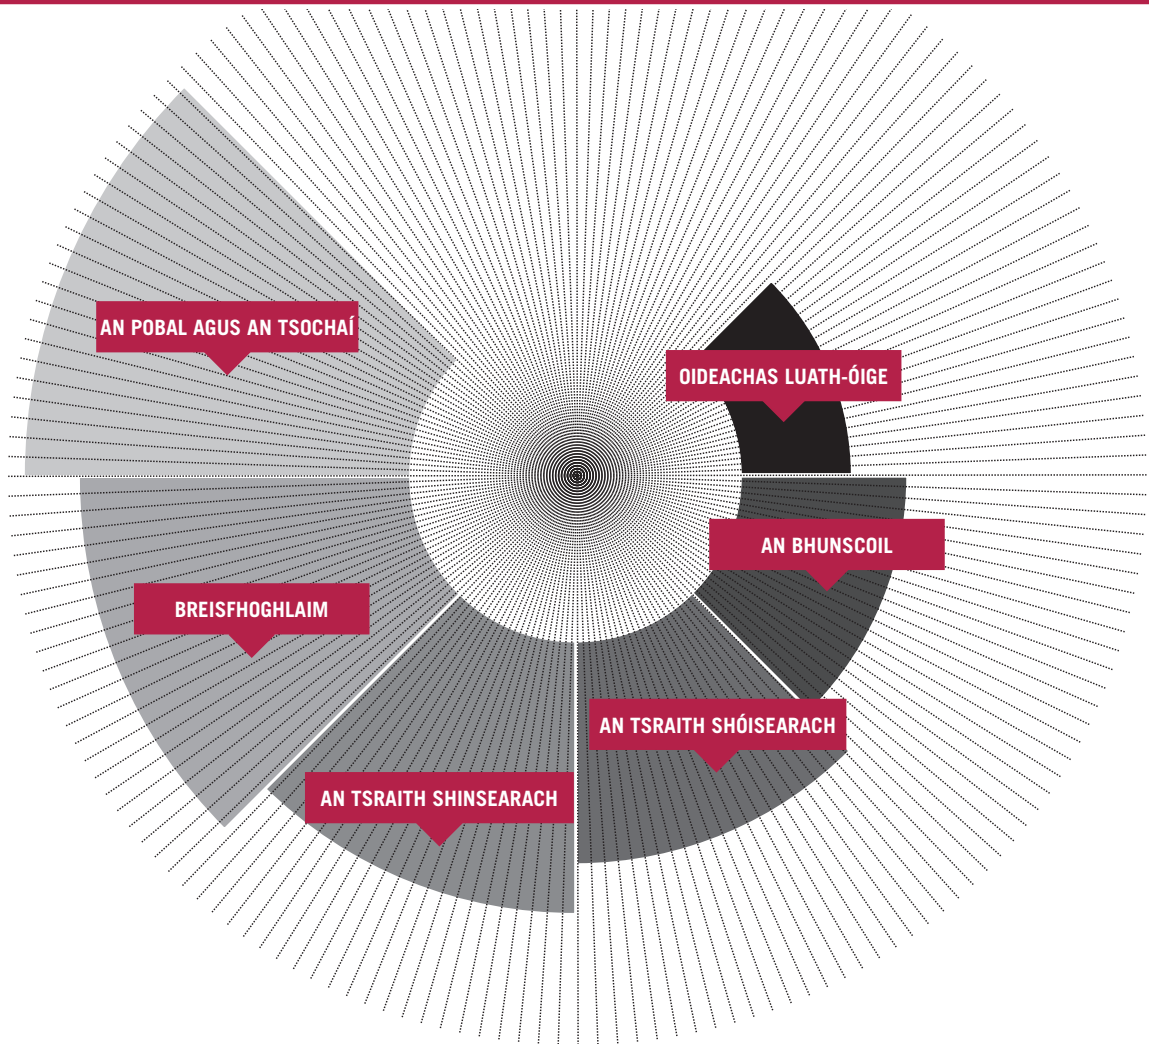 AN POBAL AGUS AN TSOCHAÍ
OIDEACHAS LUATH-ÓIGE
AN BHUNSCOIL
BREISFHOGHLAIM
AN TSRAITH SHÓISEARACH
AN TSRAITH SHINSEARACH